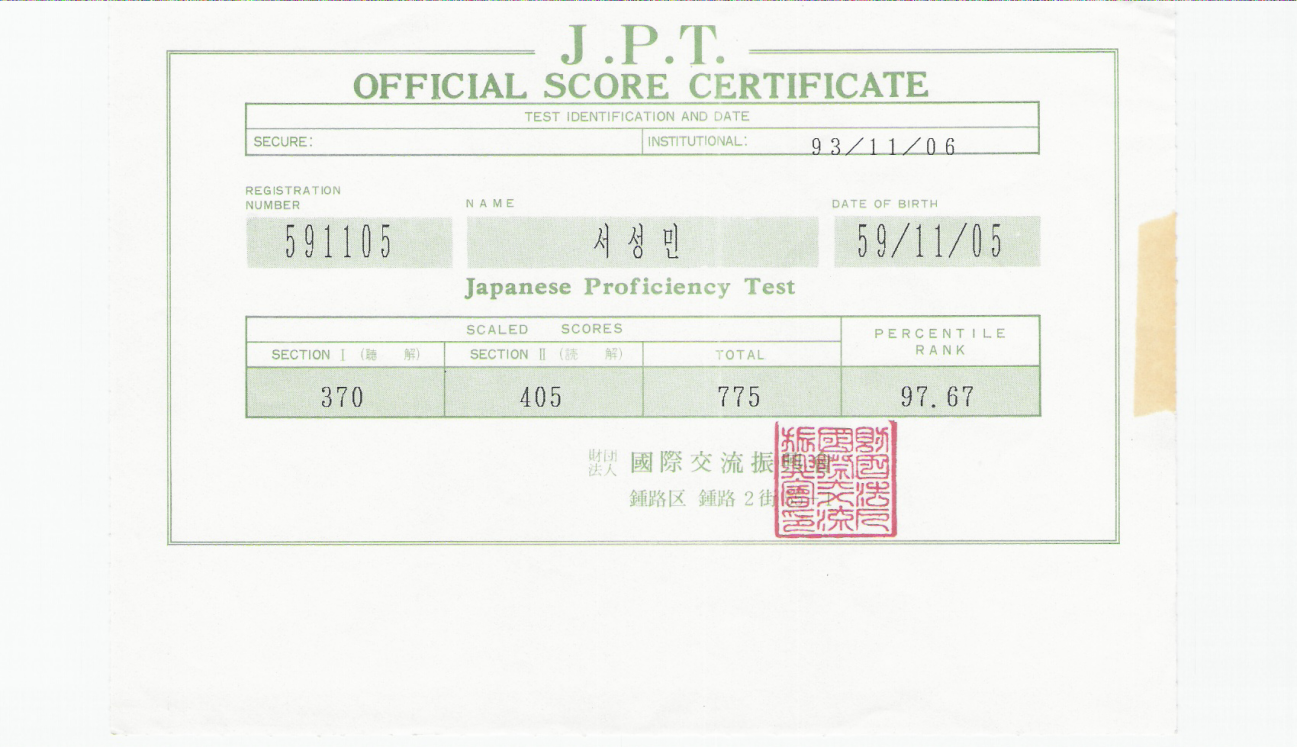 J.P.T.
OFFICIAL SCORE CERTIFICATE
TEST IDENTIFICATION AND DATE
SECURE: INSTITUTIONAL: 93/11/06
REGISTRATION NUMBER NAME DATE OF BIRTH
591105 서성민 59/11/05
Japanese Proficiency Test
SCALED SCORES PERCENTILE RANK
SECTION Ⅰ (聽 解) SECTION Ⅱ (読 解) TOTAL
370 405 775 97.67
財団法人 國際交流振興會
鍾路区 鍾路 2街